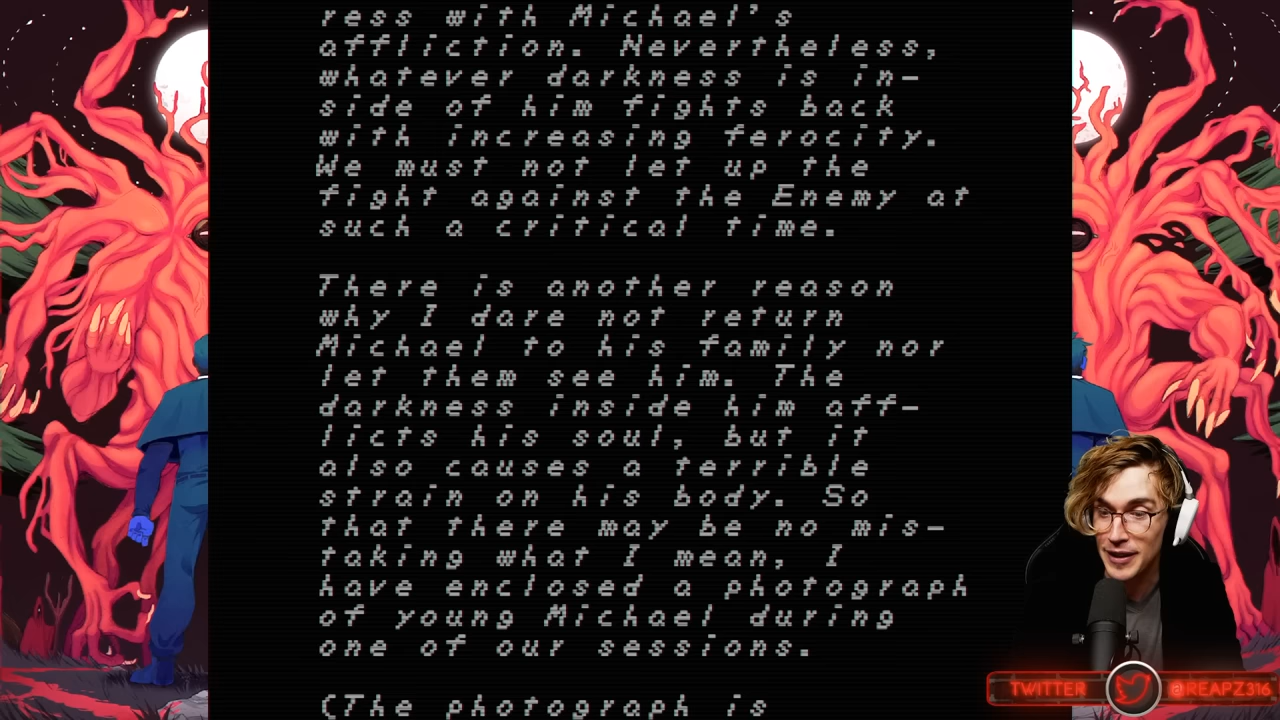 ress with Michael's
affliction. Nevertheless,
whatever darkness is in-
side of him fights back
with increasing ferocity.
We must not let up the
fight against the Enemy at
such a critical time.
There is another reason
why I dare not return
Michael to his family nor
let them see him. The
darkness inside him aff-
licts his soul, but it
also causes a terrible
strain on his body. So
that there may be no mis-
taking what I mean, I
have enclosed a photograph
of young Michael during
one of our sessions.
(The photograph is
TWITTER @REAPZ316